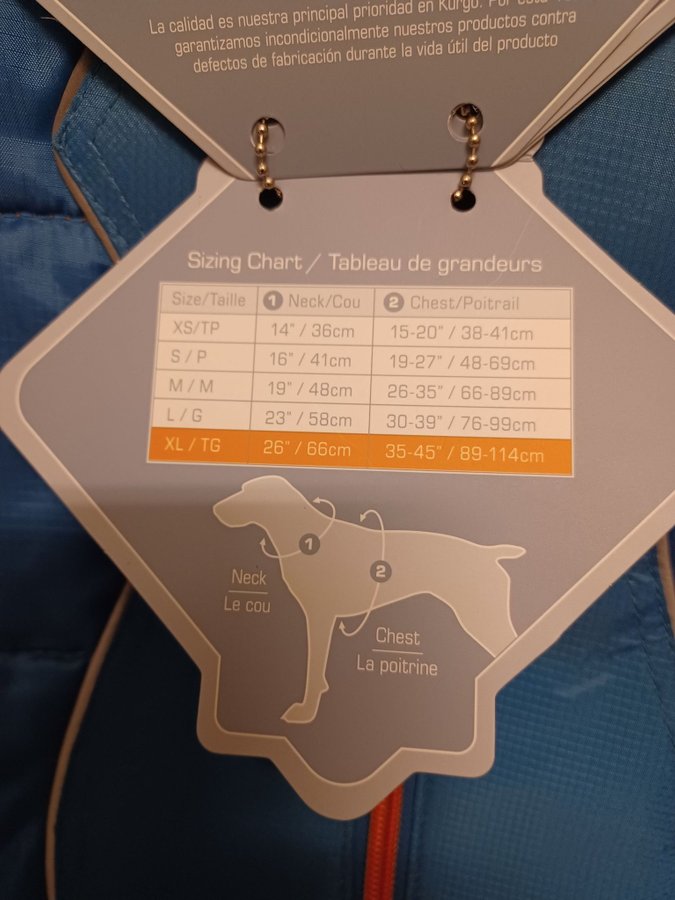 La calidad es nuestra principal prioridad en Kurgo. Por
garantizamos incondicionalmente nuestros productos contra
defectos de fabricación durante la vida útil del producto
Sizing Chart / Tableau de grandeurs
Size/Taille 1 Neck/Cou 2 Chest/Poitrail
XS/TP 14" / 36cm 15-20" / 38-41cm
S / P 16" / 41cm 19-27" / 48-69cm
M / M 19" / 48cm 26-35" / 66-89cm
L / G 23" / 58cm 30-39" / 76-99cm
XL / TG 26" / 66cm 35-45" / 89-114cm
1
2
Neck
Le cou
Chest
La poitrine